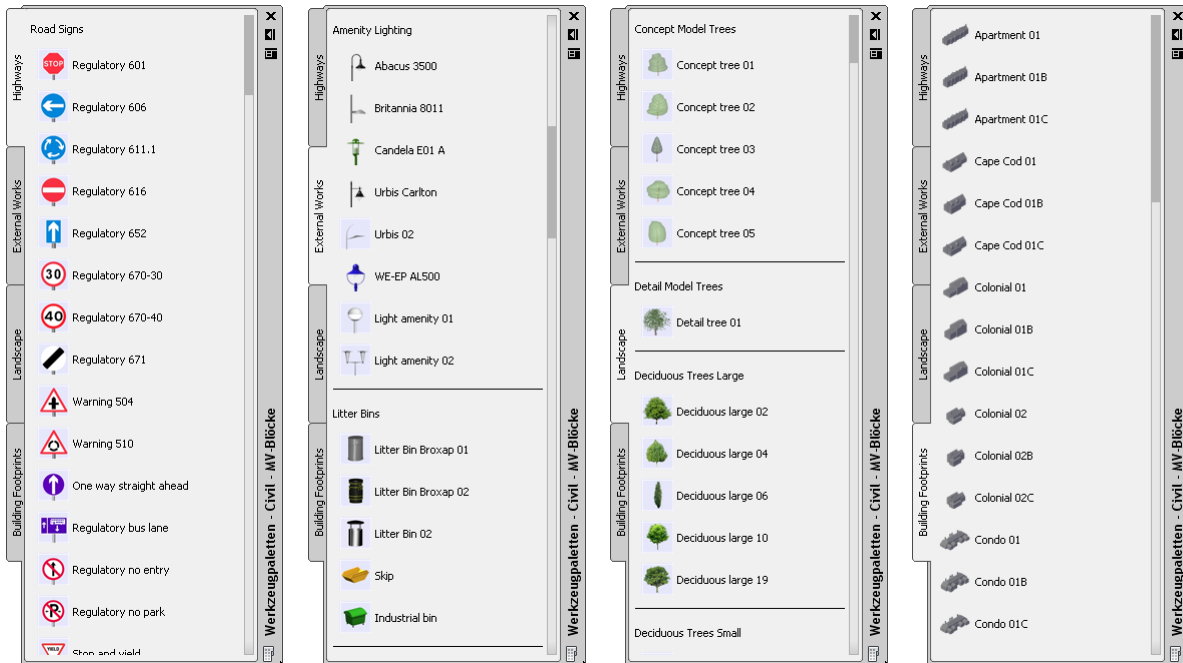 Road Signs
STOP
Regulatory 601
Regulatory 606
Regulatory 611.1
Regulatory 616
Regulatory 652
30
Regulatory 670-30
40
Regulatory 670-40
Regulatory 671
Warning 504
Warning 510
One way straight ahead
Regulatory bus lane
Regulatory no entry
Regulatory no park
YIELD
Stop and yield
Highways
External Works
Landscape
Building Footprints
Werkzeugpaletten - Civil - MV-Blöcke
Amenity Lighting
Abacus 3500
Britannia 8011
Candela E01 A
Urbis Carlton
Urbis 02
WE-EP AL500
Light amenity 01
Light amenity 02
Litter Bins
Litter Bin Broxap 01
Litter Bin Broxap 02
Litter Bin 02
Skip
Industrial bin
Highways
External Works
Landscape
Building Footprints
Werkzeugpaletten - Civil - MV-Blöcke
Concept Model Trees
Concept tree 01
Concept tree 02
Concept tree 03
Concept tree 04
Concept tree 05
Detail Model Trees
Detail tree 01
Deciduous Trees Large
Deciduous large 02
Deciduous large 04
Deciduous large 06
Deciduous large 10
Deciduous large 19
Deciduous Trees Small
Highways
External Works
Landscape
Building Footprints
Werkzeugpaletten - Civil - MV-Blöcke
Apartment 01
Apartment 01B
Apartment 01C
Cape Cod 01
Cape Cod 01B
Cape Cod 01C
Colonial 01
Colonial 01B
Colonial 01C
Colonial 02
Colonial 02B
Colonial 02C
Condo 01
Condo 01B
Condo 01C
Highways
External Works
Landscape
Building Footprints
Werkzeugpaletten - Civil - MV-Blöcke